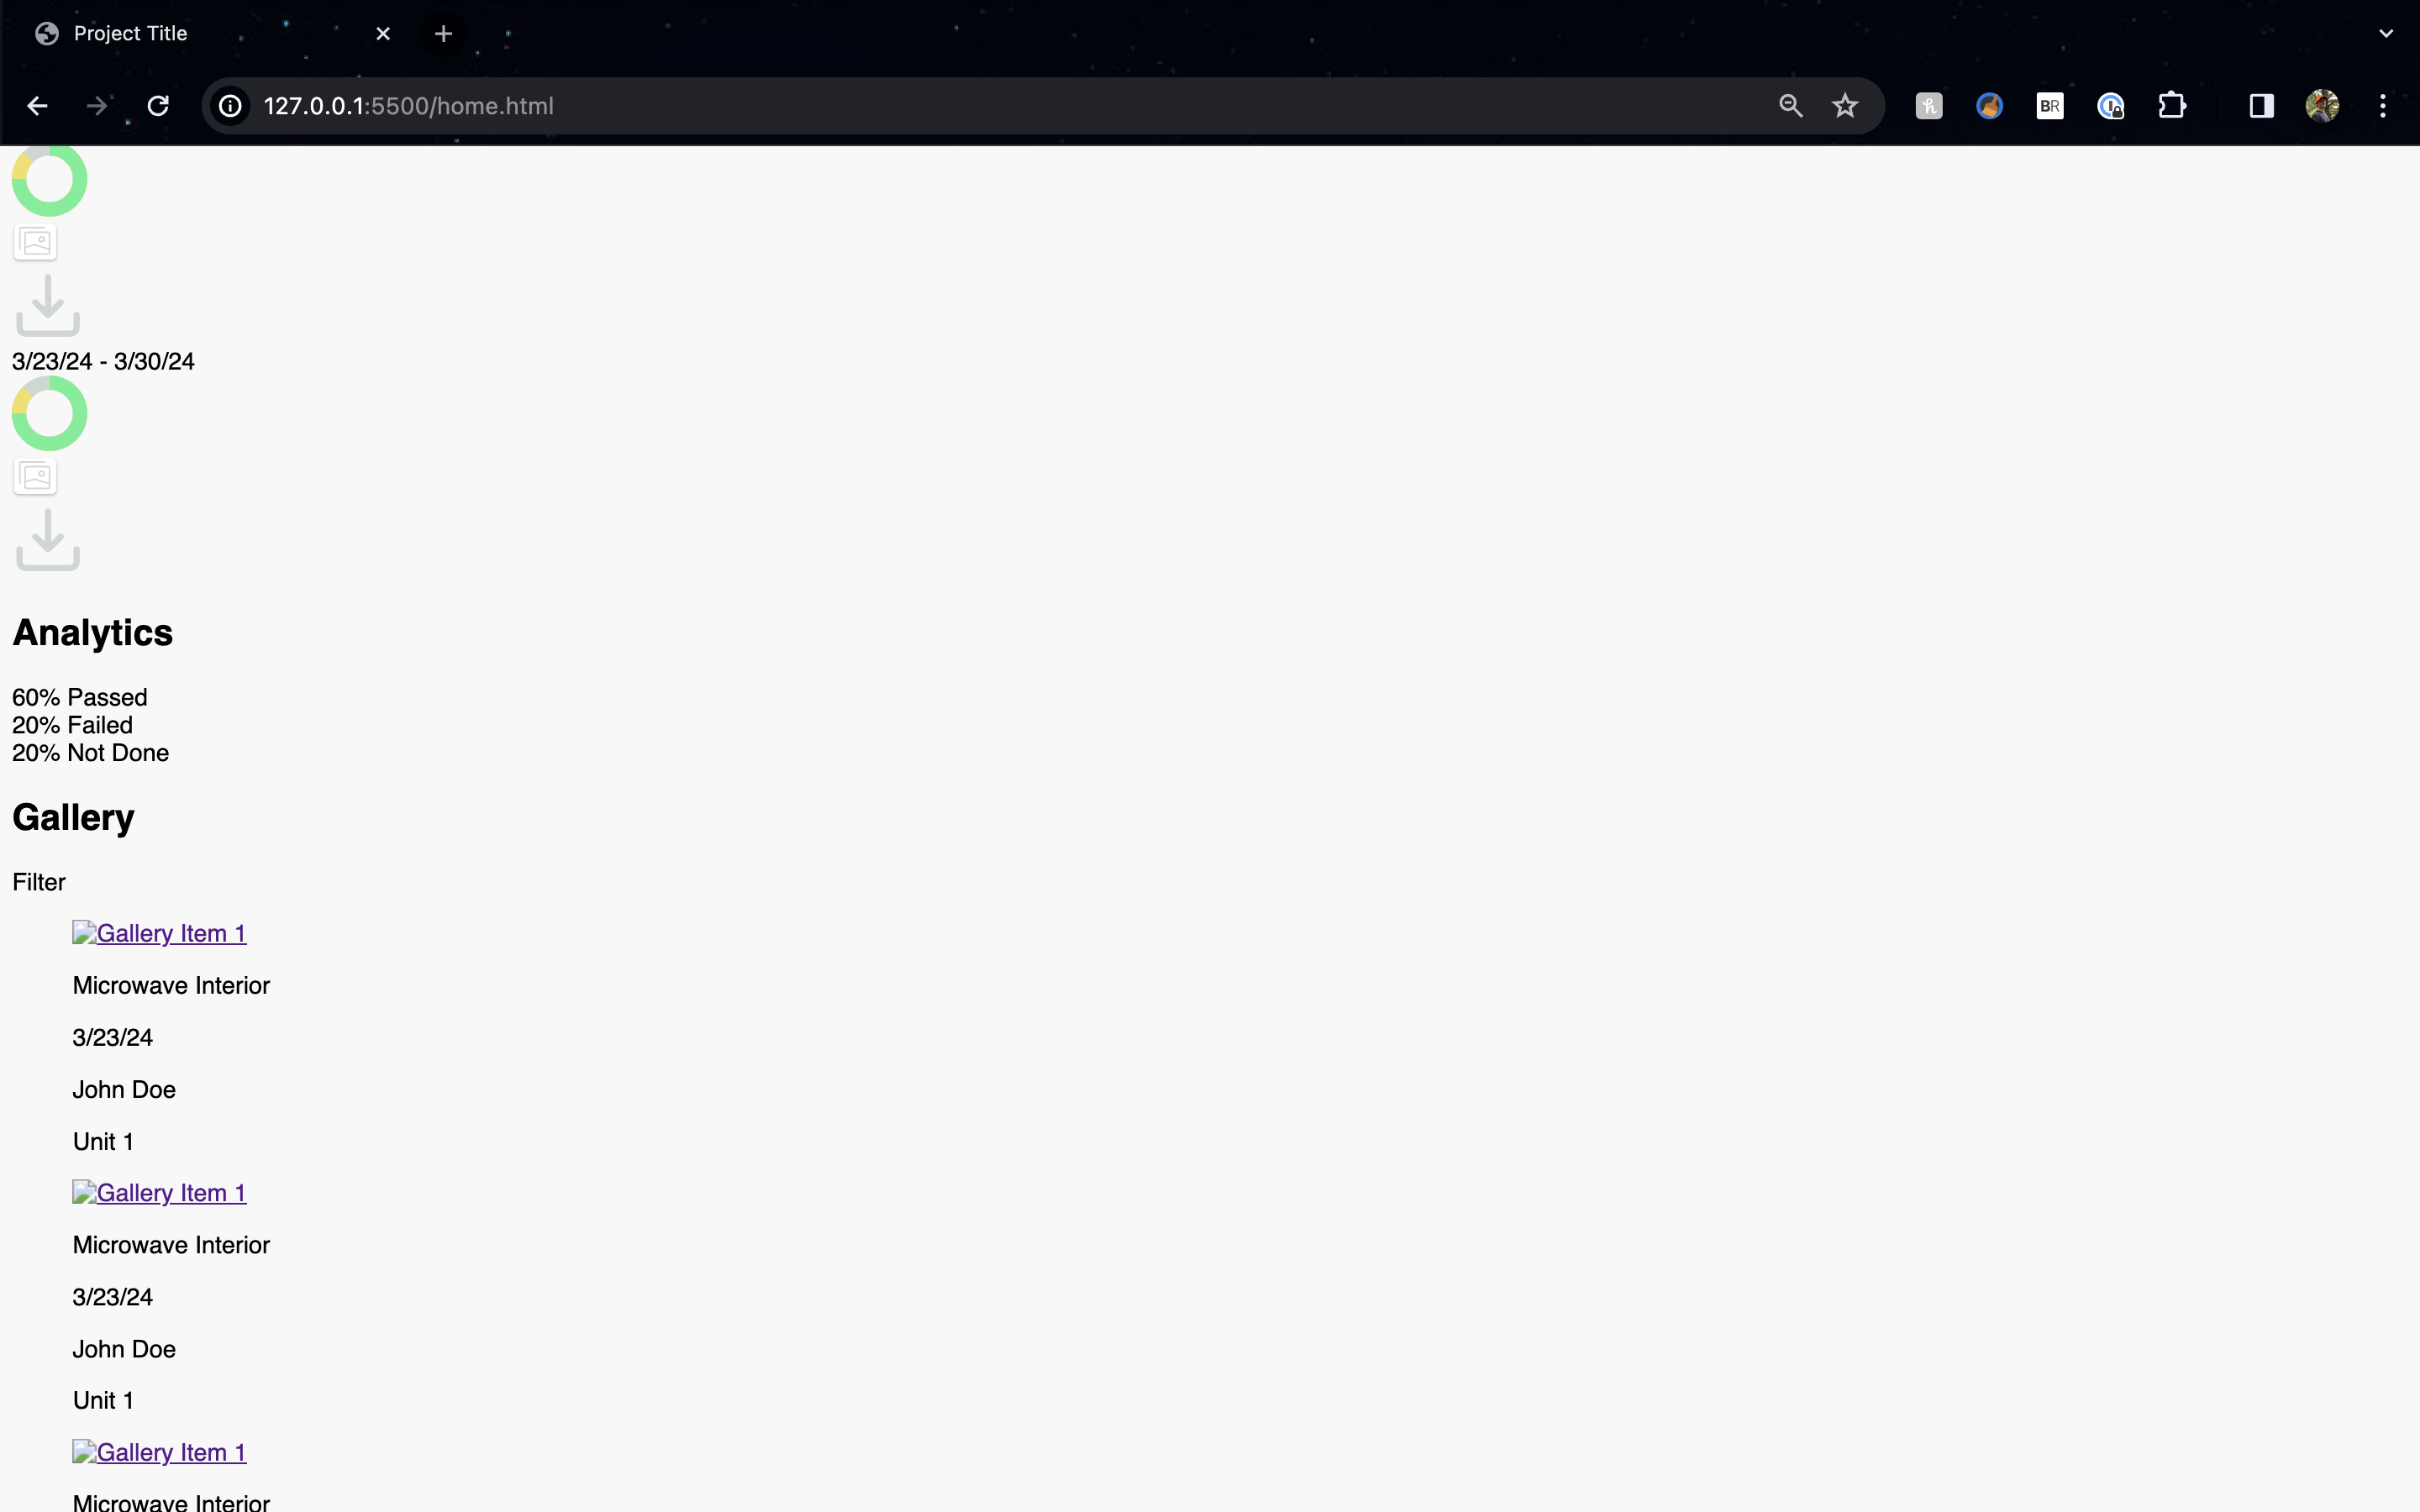 Project Title
127.0.0.1:5500/home.html
BR
3/23/24 - 3/30/24
Analytics
60% Passed
20% Failed
20% Not Done
Gallery
Filter
Gallery Item 1
Microwave Interior
3/23/24
John Doe
Unit 1
Gallery Item 1
Microwave Interior
3/23/24
John Doe
Unit 1
Gallery Item 1
Microwave Interior